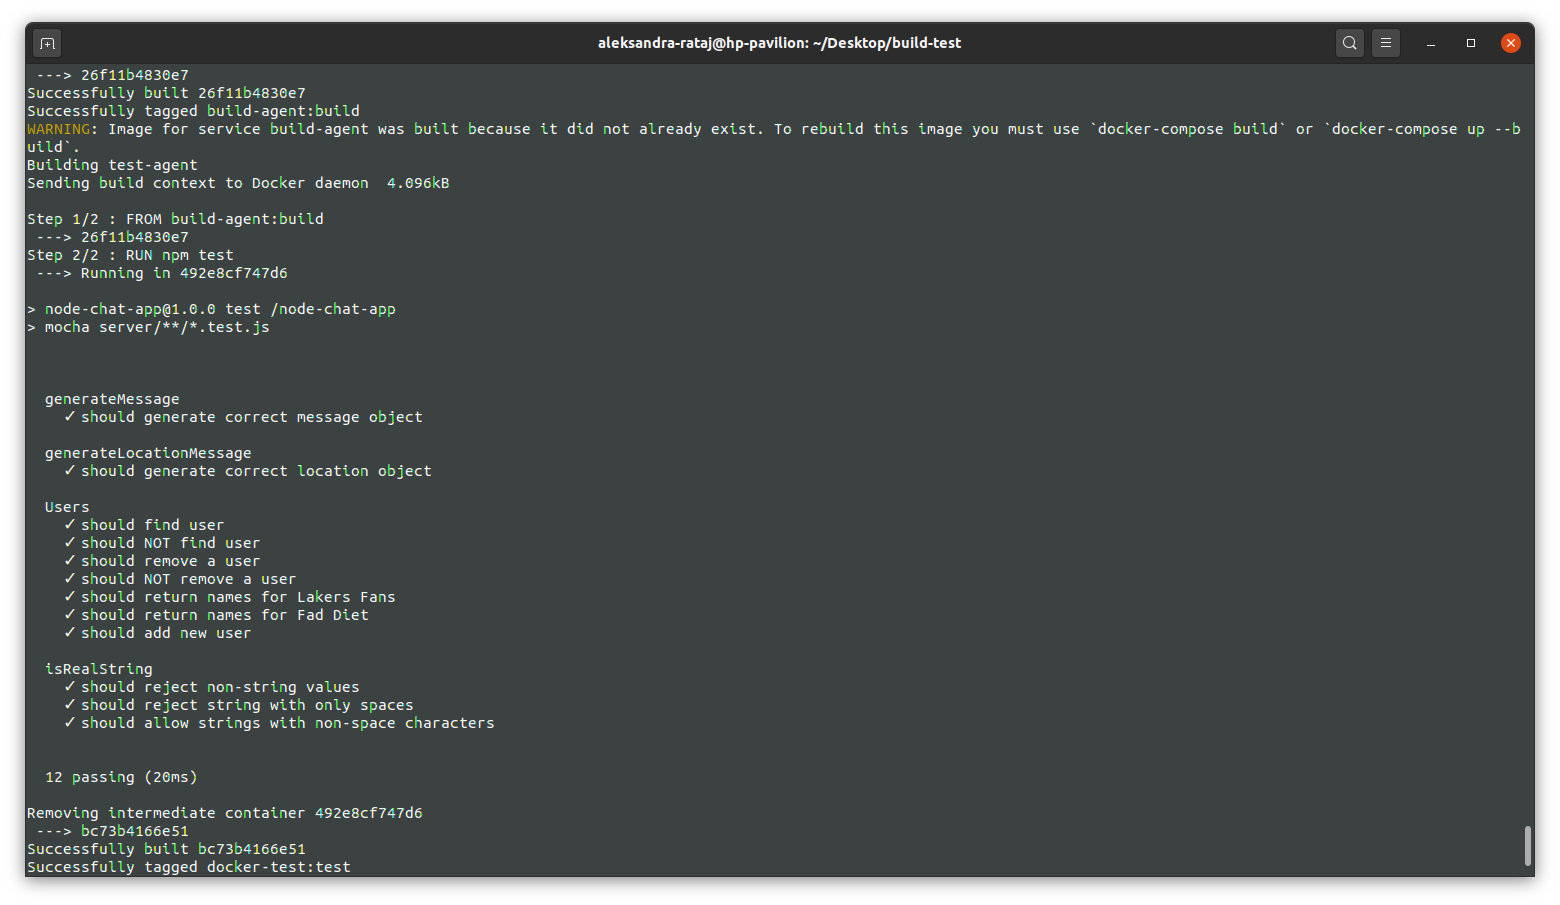 aleksandra-rataj@hp-pavilion: ~/Desktop/build-test
 ---> 26f11b4830e7
Successfully built 26f11b4830e7
Successfully tagged build-agent:build
WARNING: Image for service build-agent was built because it did not already exist. To rebuild this image you must use `docker-compose build` or `docker-compose up --b
uild`.
Building test-agent
Sending build context to Docker daemon  4.096kB
Step 1/2 : FROM build-agent:build
 ---> 26f11b4830e7
Step 2/2 : RUN npm test
 ---> Running in 492e8cf747d6
> node-chat-app@1.0.0 test /node-chat-app
> mocha server/**/*.test.js
generateMessage
✓ should generate correct message object
generateLocationMessage
✓ should generate correct location object
Users
✓ should find user
✓ should NOT find user
✓ should remove a user
✓ should NOT remove a user
✓ should return names for Lakers Fans
✓ should return names for Fad Diet
✓ should add new user
isRealString
✓ should reject non-string values
✓ should reject string with only spaces
✓ should allow strings with non-space characters
12 passing (20ms)
Removing intermediate container 492e8cf747d6
 ---> bc73b4166e51
Successfully built bc73b4166e51
Successfully tagged docker-test:test